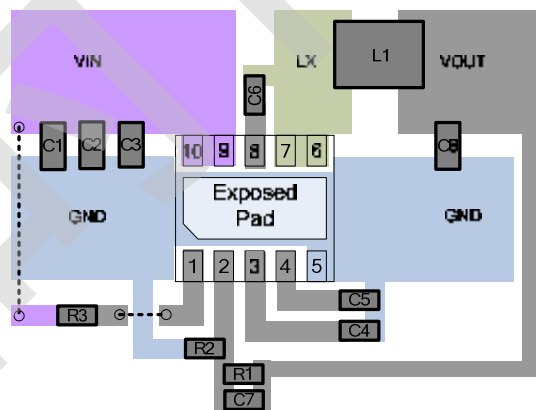 VIN
LX
L1
VOUT
C6
C1
C2
C3
10
9
8
7
6
Exposed
Pad
GND
GND
1
2
3
4
5
C5
C4
R3
R2
R1
C7